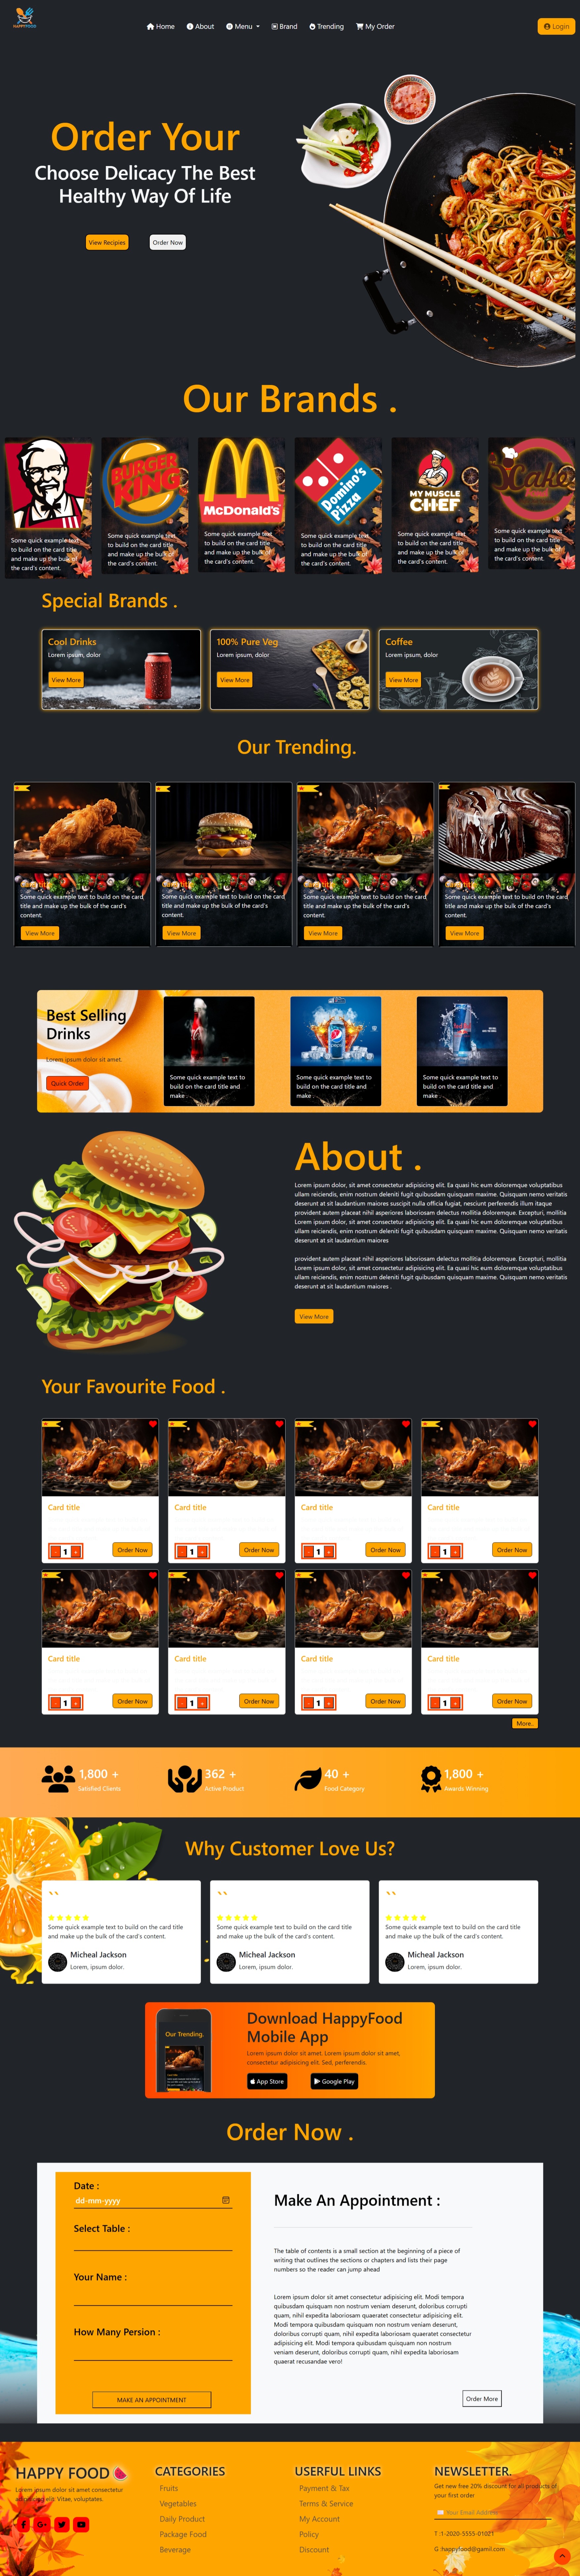 HAPPYFOOD
Home About Menu Brand Trending My Order
Login
Order Your
Choose Delicacy The Best
Healthy Way Of Life
View Recipies Order Now
Our Brands .
BURGER
KING
McDonald's
Domino's
Pizza
MY MUSCLE
CHEF
Cake
Some quick example text
to build on the card title
and make up the bulk of
the card's content.
Some quick example text
to build on the card title
and make up the bulk of
the card's content.
Some quick example text
to build on the card title
and make up the bulk of
the card's content.
Some quick example text
to build on the card title
and make up the bulk of
the card's content.
Some quick example text
to build on the card title
and make up the bulk of
the card's content.
Some quick example text
to build on the card title
and make up the bulk of
the card's content.
Special Brands .
Cool Drinks
Lorem ipsum, dolor
View More
100% Pure Veg
Lorem ipsum, dolor
View More
Coffee
Lorem ipsum, dolor
View More
Our Trending.
Some quick example text to build on the card
title and make up the bulk of the card's
content.
View More
Some quick example text to build on the card
title and make up the bulk of the card's
content.
View More
Some quick example text to build on the card
title and make up the bulk of the card's
content.
View More
Some quick example text to build on the card
title and make up the bulk of the card's
content.
View More
Best Selling
Drinks
Lorem ipsum dolor sit amet.
Quick Order
Some quick example text to
build on the card title and
make .
pepsi
Some quick example text to
build on the card title and
make .
Some quick example text to
build on the card title and
make .
About .
Lorem ipsum dolor, sit amet consectetur adipisicing elit. Ea quasi hic eum doloremque voluptatibus
ullam reiciendis, enim nostrum deleniti fugit quibusdam quisquam maxime. Quisquam nemo veritatis
deserunt at sit laudantium maiores suscipit nulla officia fugiat, nesciunt perferendis illum itaque
provident autem placeat nihil asperiores laboriosam delectus mollitia doloremque. Excepturi, mollitia
Lorem ipsum dolor, sit amet consectetur adipisicing elit. Ea quasi hic eum doloremque voluptatibus
ullam reiciendis, enim nostrum deleniti fugit quibusdam quisquam maxime. Quisquam nemo veritatis
deserunt at sit laudantium maiores
provident autem placeat nihil asperiores laboriosam delectus mollitia doloremque. Excepturi, mollitia
Lorem ipsum dolor, sit amet consectetur adipisicing elit. Ea quasi hic eum doloremque voluptatibus
ullam reiciendis, enim nostrum deleniti fugit quibusdam quisquam maxime. Quisquam nemo veritatis
deserunt at sit laudantium maiores .
View More
Your Favourite Food .
Card title
- 1 + Order Now
Card title
- 1 + Order Now
Card title
- 1 + Order Now
Card title
- 1 + Order Now
Card title
- 1 + Order Now
Card title
- 1 + Order Now
Card title
- 1 + Order Now
Card title
- 1 + Order Now
More..
1,800 +
Satisfied Clients
362 +
Active Product
40 +
Food Category
1,800 +
Awards Winning
Why Customer Love Us?
Some quick example text to build on the card title
and make up the bulk of the card's content.
Micheal Jackson
Lorem, ipsum dolor.
Some quick example text to build on the card title
and make up the bulk of the card's content.
Micheal Jackson
Lorem, ipsum dolor.
Some quick example text to build on the card title
and make up the bulk of the card's content.
Micheal Jackson
Lorem, ipsum dolor.
Our Trending.
Download HappyFood
Mobile App
Lorem ipsum dolor sit amet. Lorem ipsum dolor sit amet,
consectetur adipisicing elit. Sed, perferendis.
App Store Google Play
Order Now .
Date :
dd-mm-yyyy
Select Table :
Your Name :
How Many Persion :
MAKE AN APPOINTMENT
Make An Appointment :
The table of contents is a small section at the beginning of a piece of
writing that outlines the sections or chapters and lists their page
numbers so the reader can jump ahead
Lorem ipsum dolor sit amet consectetur adipisicing elit. Modi tempora
quibusdam quisquam non nostrum veniam deserunt, doloribus corrupti
quam, nihil expedita laboriosam quaeratet consectetur adipisicing elit.
Modi tempora quibusdam quisquam non nostrum veniam deserunt,
doloribus corrupti quam, nihil expedita laboriosam quaeratet consectetur
adipisicing elit. Modi tempora quibusdam quisquam non nostrum
veniam deserunt, doloribus corrupti quam, nihil expedita laboriosam
quaerat recusandae vero!
Order More
HAPPY FOOD
Lorem ipsum dolor sit amet consectetur
adipisicing elit. Vitae, voluptates.
CATEGORIES
Fruits
Vegetables
Daily Product
Package Food
Beverage
USERFUL LINKS
Payment & Tax
Terms & Service
My Account
Policy
Discount
NEWSLETTER.
Get new free 20% discount for all products of
your first order
Your Email Address
T :1-2020-5555-01021
G :happyfood@gamil.com